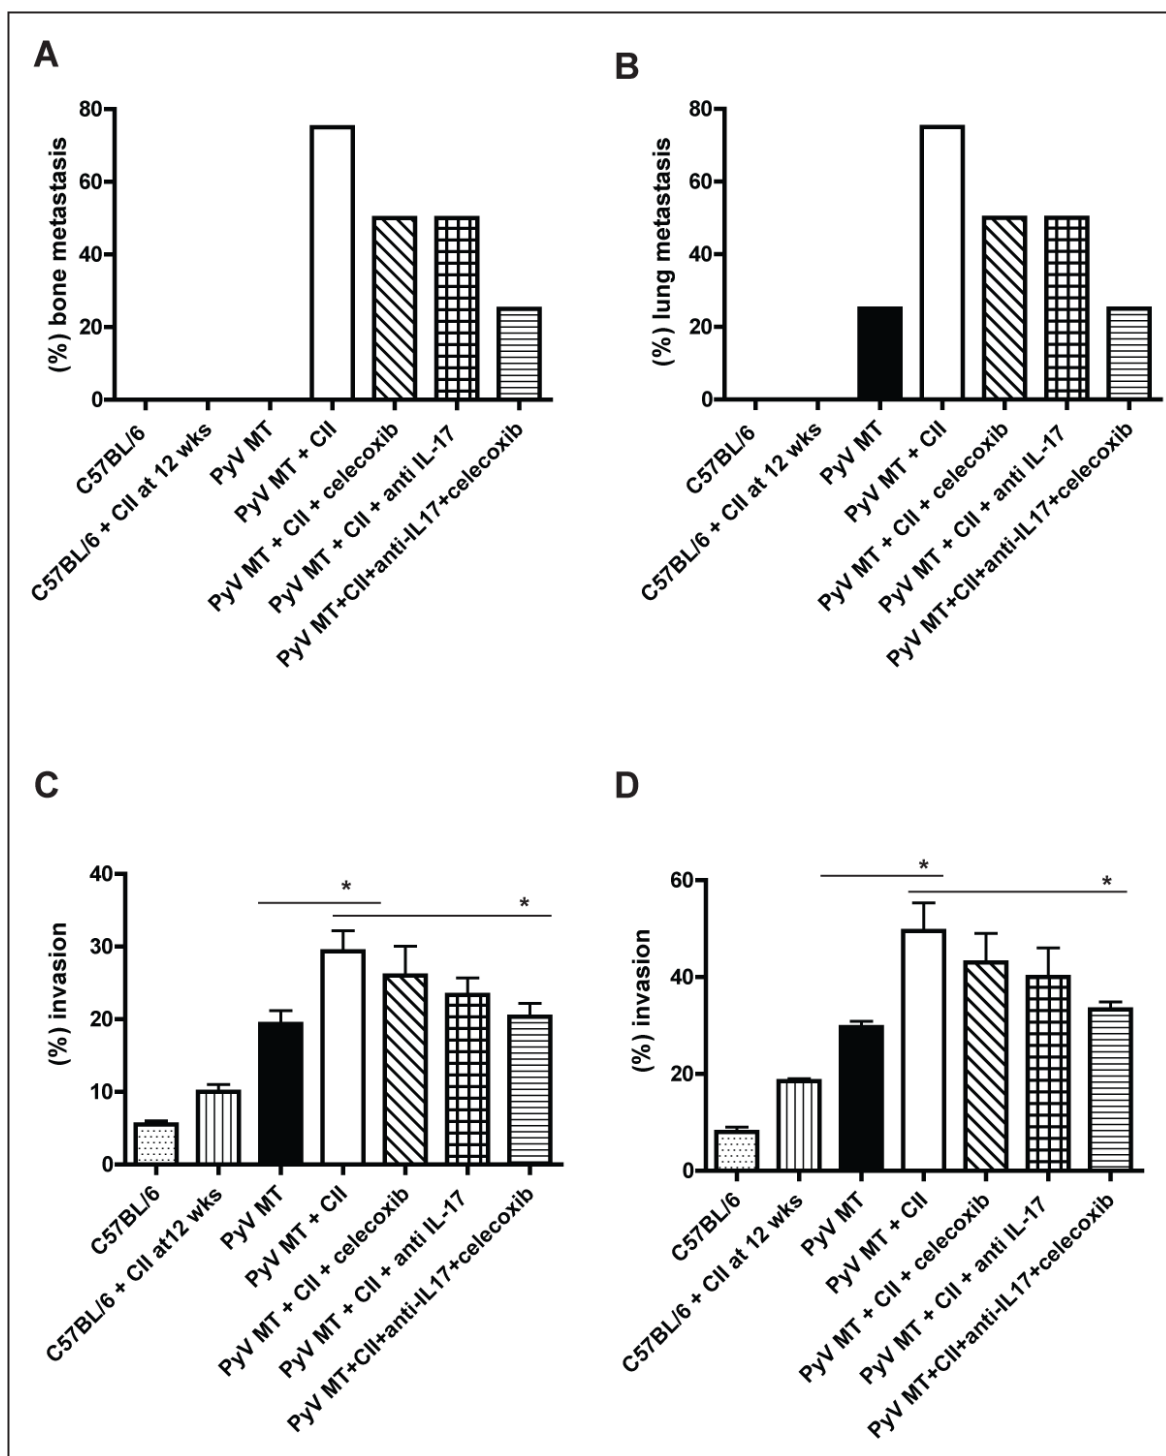 A
(%) bone metastasis
80
60
40
20
0
C57BL/6
C57BL/6 + CII at 12 wks
PyV MT
PyV MT + CII
PyV MT + CII + celecoxib
PyV MT + CII + anti IL-17
PyV MT+CII+anti-IL17+celecoxib
B
(%) lung metastasis
80
60
40
20
0
C57BL/6
C57BL/6 + CII at 12 wks
PyV MT
PyV MT + CII
PyV MT + CII + celecoxib
PyV MT + CII + anti IL-17
PyV MT+CII+anti-IL17+celecoxib
C
(%) invasion
40
30
20
10
0
*
*
C57BL/6
C57BL/6 + CII at12 wks
PyV MT
PyV MT + CII
PyV MT + CII + celecoxib
PyV MT + CII + anti IL-17
PyV MT+CII+anti-IL17+celecoxib
D
(%) invasion
60
40
20
0
*
*
C57BL/6
C57BL/6 + CII at 12 wks
PyV MT
PyV MT + CII
PyV MT + CII + celecoxib
PyV MT + CII + anti IL-17
PyV MT+CII+anti-IL17+celecoxib